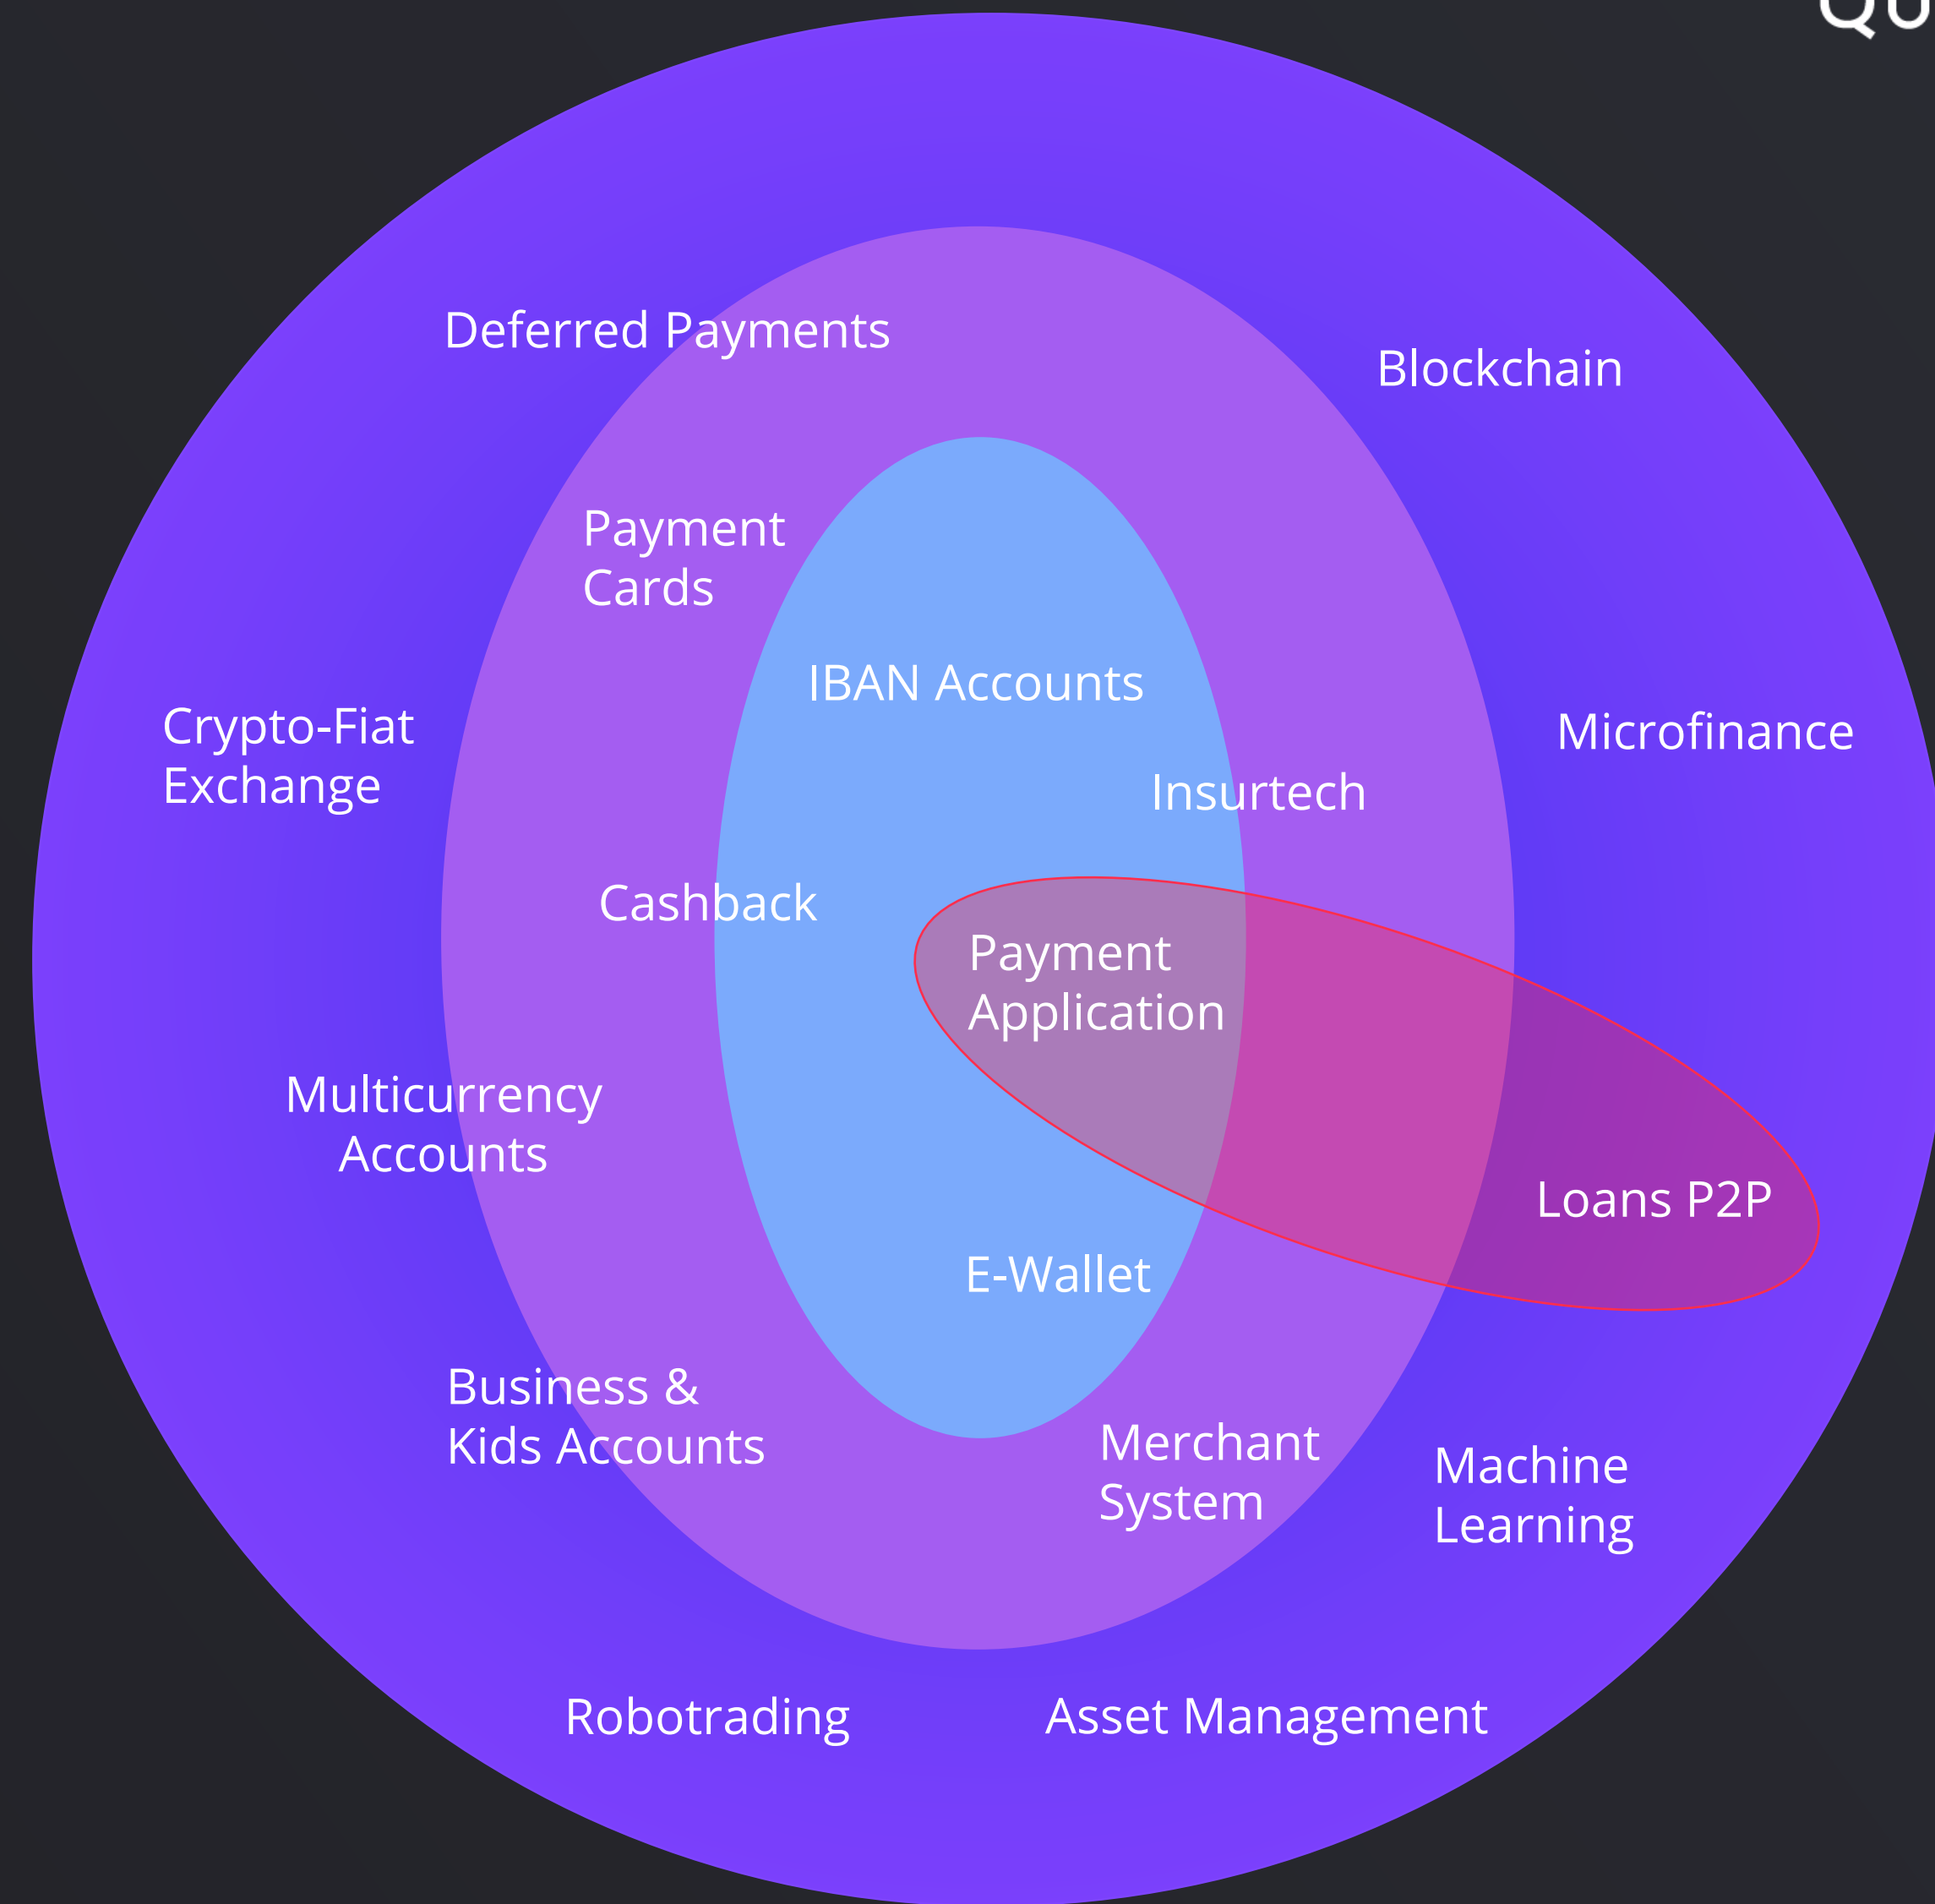 QU
Deferred Payments
Blockchain
Payment
Cards
IBAN Accounts
Crypto-Fiat
Exchange
Microfinance
Insurtech
Cashback
Payment
Application
Multicurrency
Accounts
Loans P2P
E-Wallet
Business &
Kids Accounts
Merchant
System
Machine
Learning
Robotrading
Asset Management